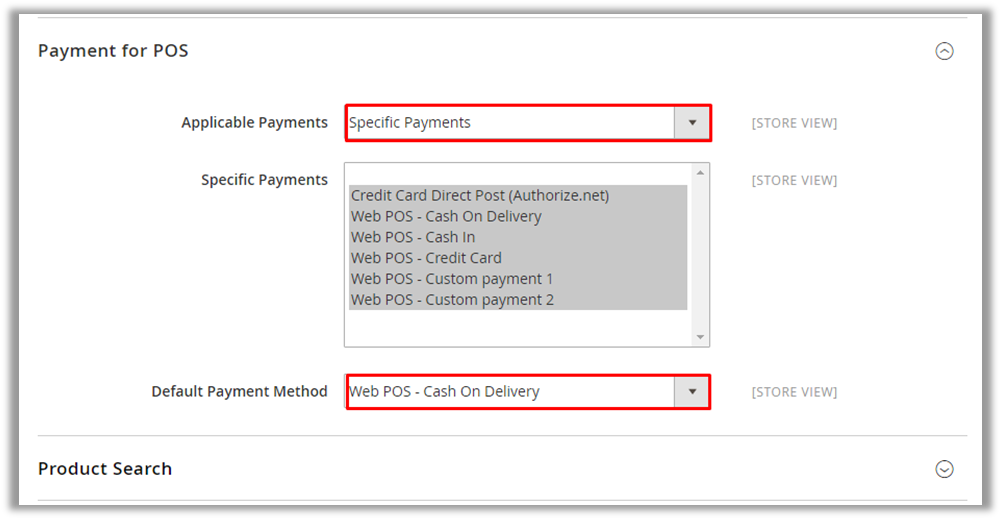 Payment for POS
Applicable Payments Specific Payments [STORE VIEW]
Specific Payments [STORE VIEW]
Credit Card Direct Post (Authorize.net)
Web POS - Cash On Delivery
Web POS - Cash In
Web POS - Credit Card
Web POS - Custom payment 1
Web POS - Custom payment 2
Default Payment Method Web POS - Cash On Delivery [STORE VIEW]
Product Search